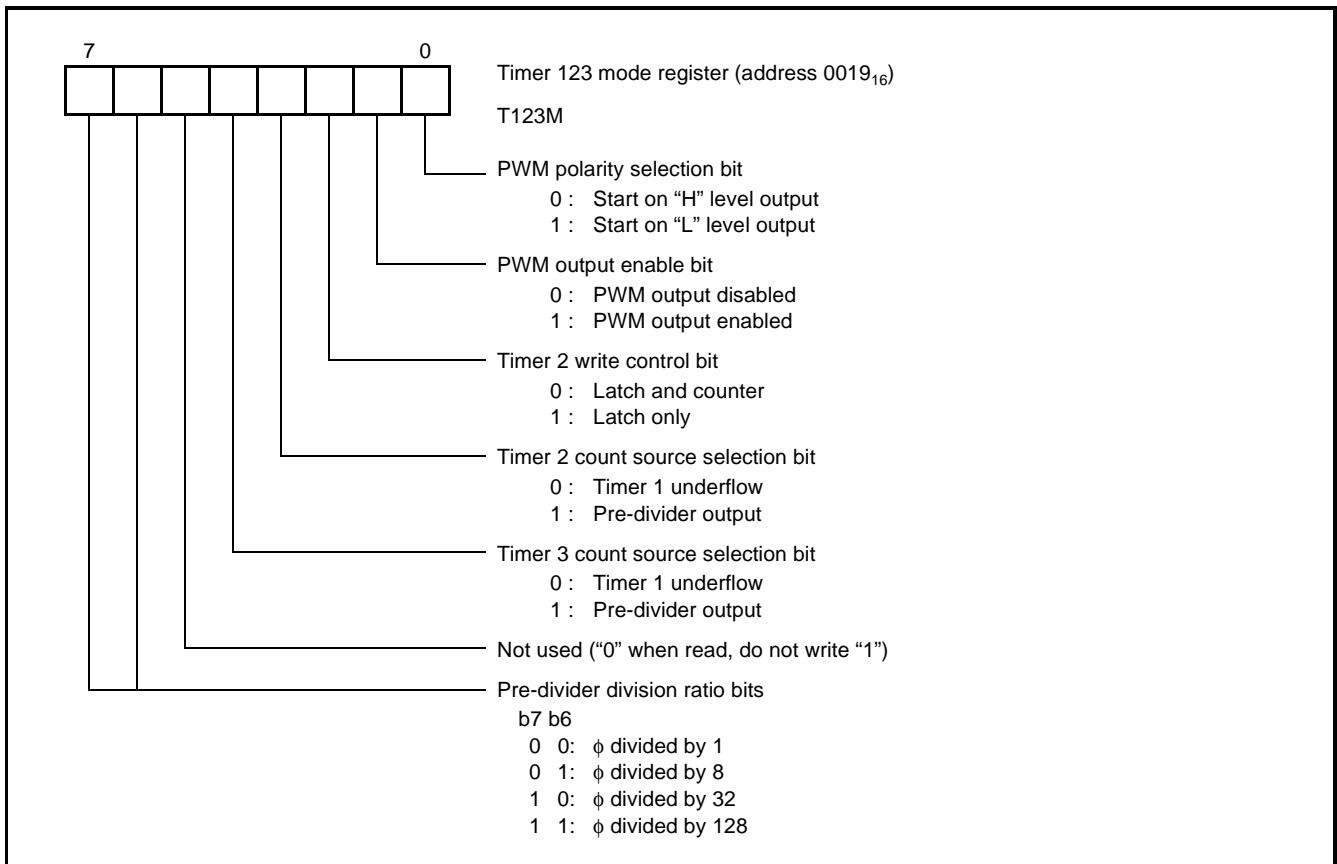 7 0
Timer 123 mode register (address 0019₁₆)
T123M
PWM polarity selection bit
0 : Start on “H” level output
1 : Start on “L” level output
PWM output enable bit
0 : PWM output disabled
1 : PWM output enabled
Timer 2 write control bit
0 : Latch and counter
1 : Latch only
Timer 2 count source selection bit
0 : Timer 1 underflow
1 : Pre-divider output
Timer 3 count source selection bit
0 : Timer 1 underflow
1 : Pre-divider output
Not used (“0” when read, do not write “1”)
Pre-divider division ratio bits
b7 b6
0 0: ϕ divided by 1
0 1: ϕ divided by 8
1 0: ϕ divided by 32
1 1: ϕ divided by 128